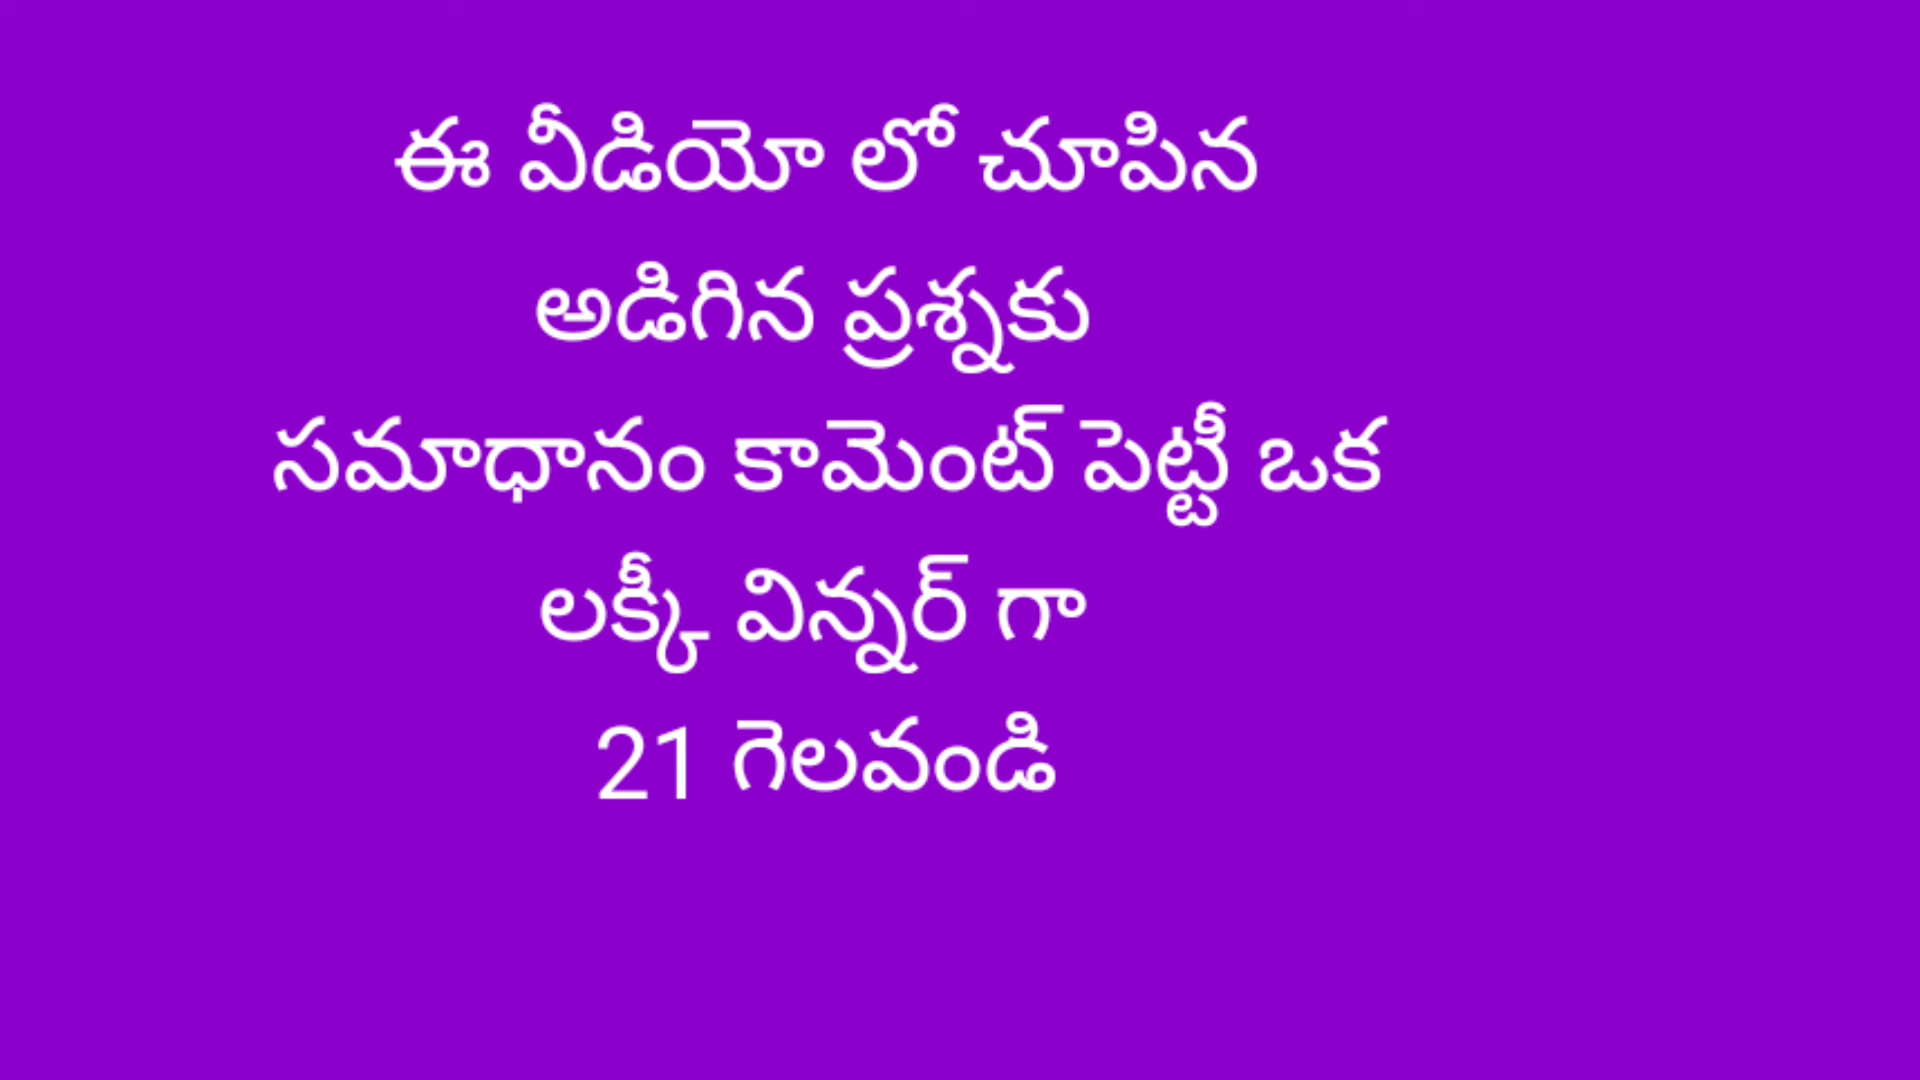 ఈ వీడియో లో చూపిన
అడిగిన ప్రశ్నకు
సమాధానం కామెంట్ పెట్టీ ఒక
లక్కీ విన్నర్ గా
21 గెలవండి